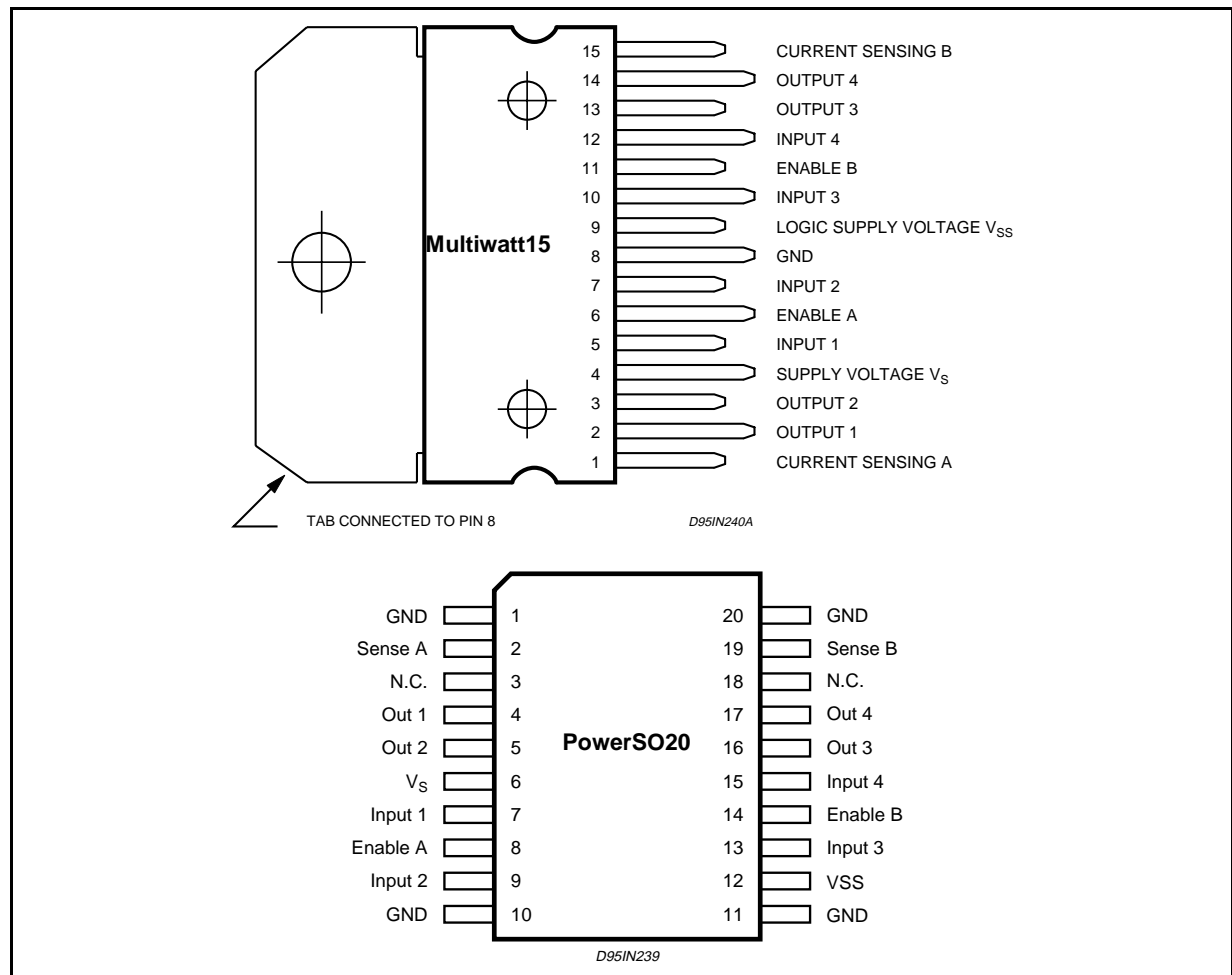 15 CURRENT SENSING B
14 OUTPUT 4
13 OUTPUT 3
12 INPUT 4
11 ENABLE B
10 INPUT 3
9 LOGIC SUPPLY VOLTAGE VSS
Multiwatt15
8 GND
7 INPUT 2
6 ENABLE A
5 INPUT 1
4 SUPPLY VOLTAGE VS
3 OUTPUT 2
2 OUTPUT 1
1 CURRENT SENSING A
TAB CONNECTED TO PIN 8
D95IN240A
GND 1 20 GND
Sense A 2 19 Sense B
N.C. 3 18 N.C.
Out 1 4 17 Out 4
PowerSO20
Out 2 5 16 Out 3
VS 6 15 Input 4
Input 1 7 14 Enable B
Enable A 8 13 Input 3
Input 2 9 12 VSS
GND 10 11 GND
D95IN239